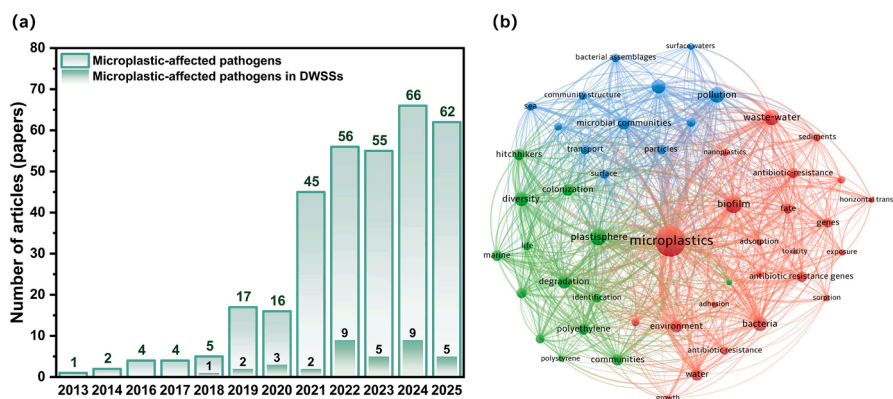 (a)
Number of articles (papers)
80
70
60
50
40
30
20
10
0
Microplastic-affected pathogens
Microplastic-affected pathogens in DWSSs
1
2
4
4
5
17
16
45
56
55
66
62
1
2
3
2
9
5
9
5
2013 2014 2016 2017 2018 2019 2020 2021 2022 2023 2024 2025
(b)
surface waters
bacterial assemblages
community structure
pollution
sea
waste-water
microbial communities
sediments
transport
particles
nanoplastics
hitchhikers
surface
antibiotic-resistance
colonization
diversity
horizontal trans
biofilm
fate
genes
plastisphere
microplastics
adsorption
life
marine
toxicity
exposure
degradation
antibiotic resistance genes
identification
sorption
adhesion
polyethylene
environment
bacteria
antibiotic resistance
polystyrene
communities
water
growth